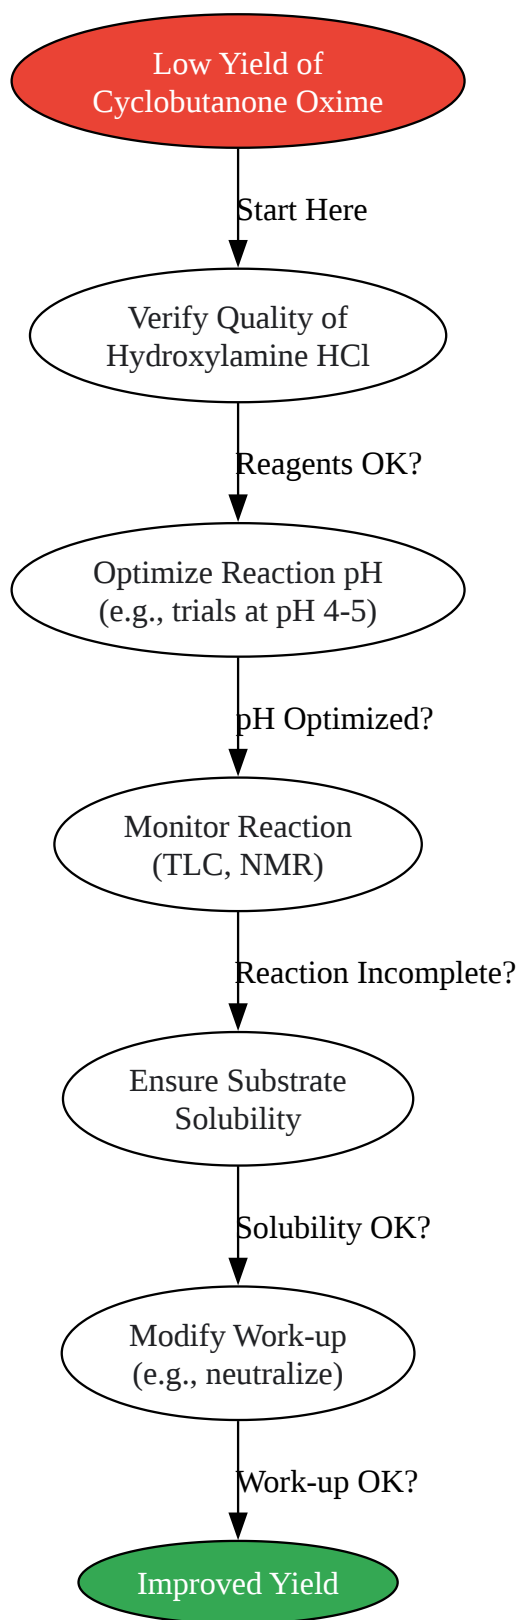 Low Yield of
Cyclobutanone Oxime
Start Here
Verify Quality of
Hydroxylamine HCl
Reagents OK?
Optimize Reaction pH
(e.g., trials at pH 4-5)
pH Optimized?
Monitor Reaction
(TLC, NMR)
Reaction Incomplete?
Ensure Substrate
Solubility
Solubility OK?
Modify Work-up
(e.g., neutralize)
Work-up OK?
Improved Yield